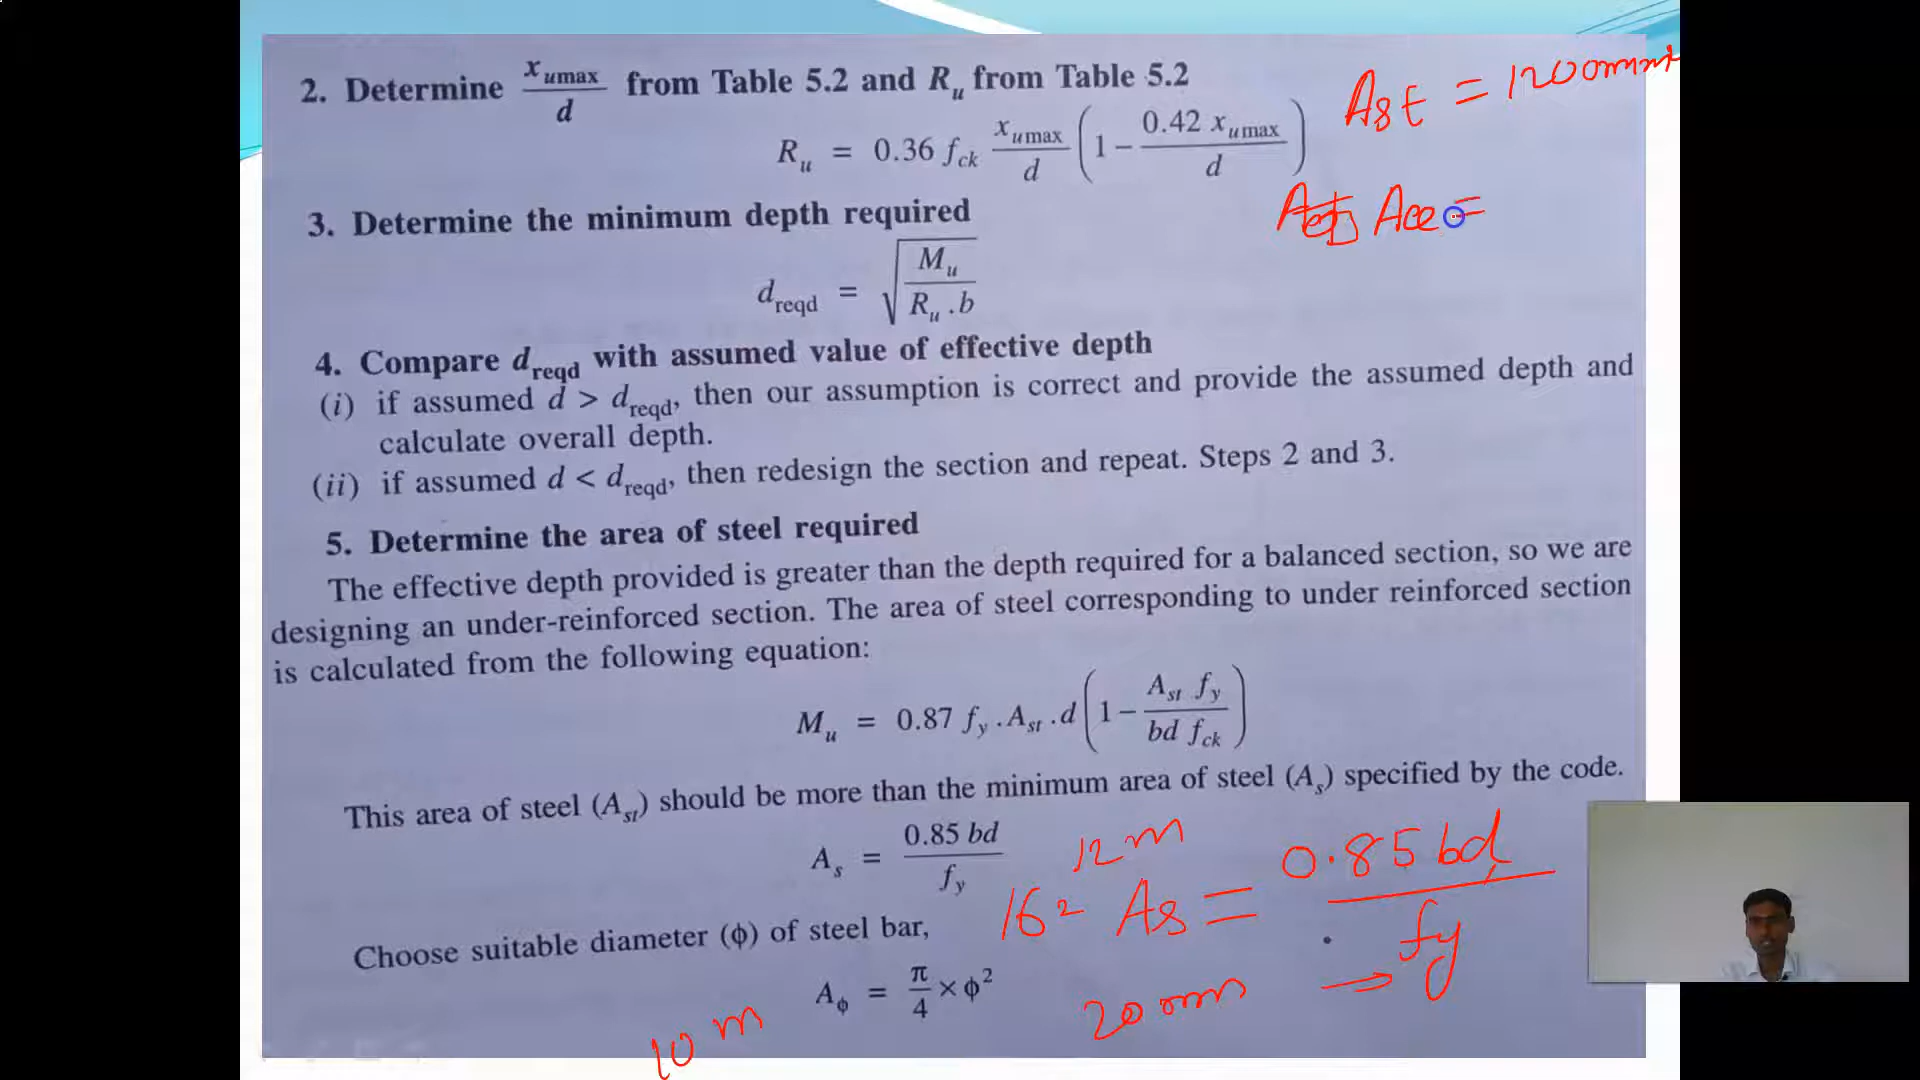 2. Determine x_umax / d from Table 5.2 and R_u from Table 5.2
R_u = 0.36 f_ck x_umax / d (1 − 0.42 x_umax / d)
3. Determine the minimum depth required
d_reqd = √(M_u / R_u . b)
4. Compare d_reqd with assumed value of effective depth
(i) if assumed d > d_reqd, then our assumption is correct and provide the assumed depth and
calculate overall depth.
(ii) if assumed d < d_reqd, then redesign the section and repeat. Steps 2 and 3.
5. Determine the area of steel required
The effective depth provided is greater than the depth required for a balanced section, so we are
designing an under-reinforced section. The area of steel corresponding to under reinforced section
is calculated from the following equation:
M_u = 0.87 f_y . A_st . d (1 − A_st f_y / bd f_ck)
This area of steel (A_st) should be more than the minimum area of steel (A_s) specified by the code.
A_s = 0.85 bd / f_y
Choose suitable diameter (ϕ) of steel bar,
A_ϕ = π / 4 × ϕ²
Ast = 1200mm
=
12m
16
As = 0.85 bd / fy
→
20mm
10 m